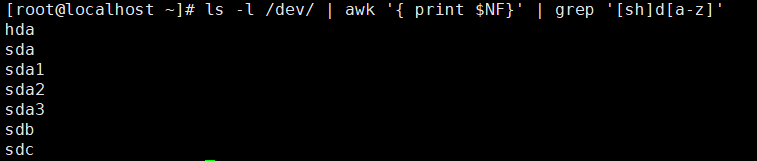 [root@localhost ~]# ls -l /dev/ | awk '{ print $NF}' | grep '[sh]d[a-z]'
hda
sda
sda1
sda2
sda3
sdb
sdc